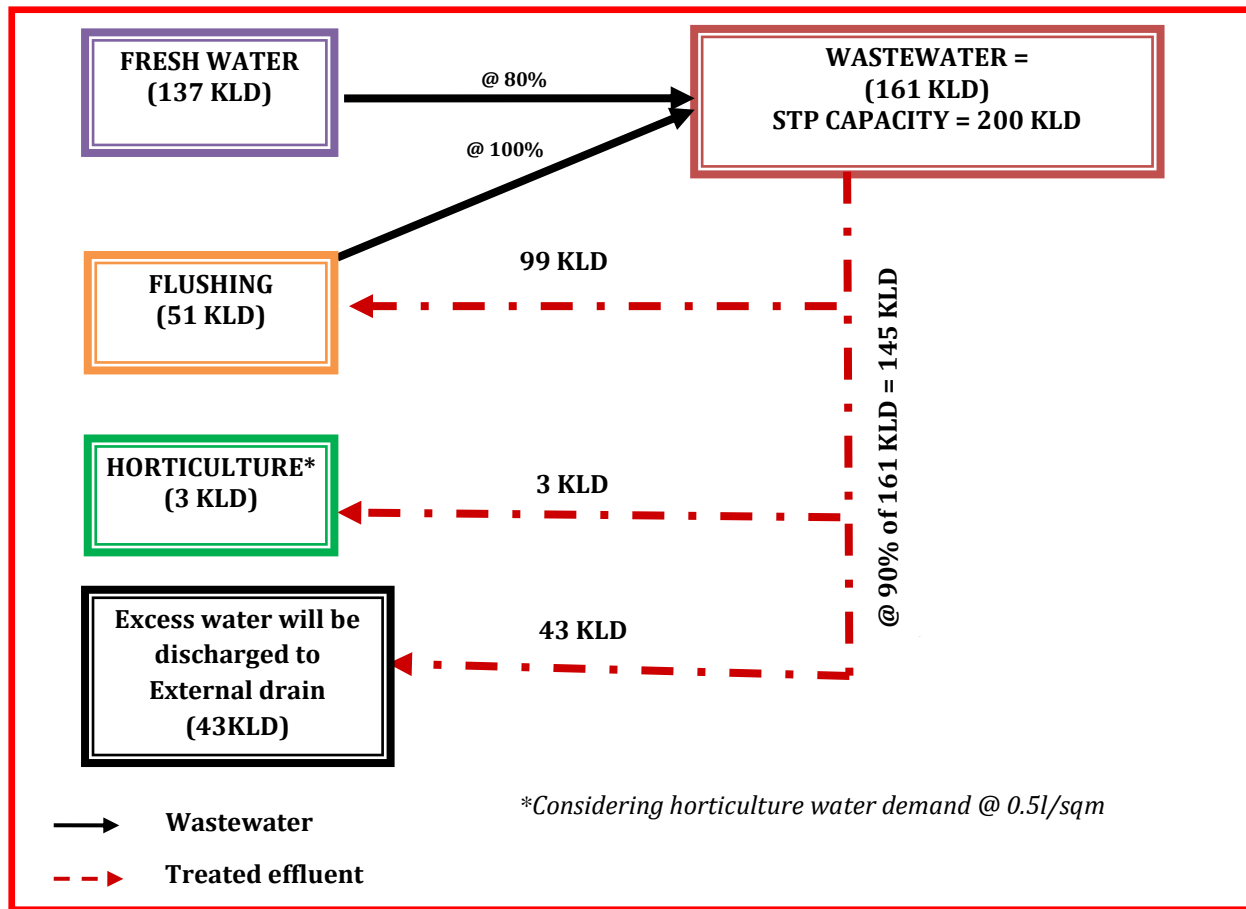 FRESH WATER
(137 KLD)
@ 80%
WASTEWATER =
(161 KLD)
STP CAPACITY = 200 KLD
@ 100%
FLUSHING
(51 KLD)
99 KLD
@ 90% of 161 KLD = 145 KLD
HORTICULTURE*
(3 KLD)
3 KLD
Excess water will be
discharged to
External drain
(43KLD)
43 KLD
*Considering horticulture water demand @ 0.5l/sqm
Wastewater
Treated effluent